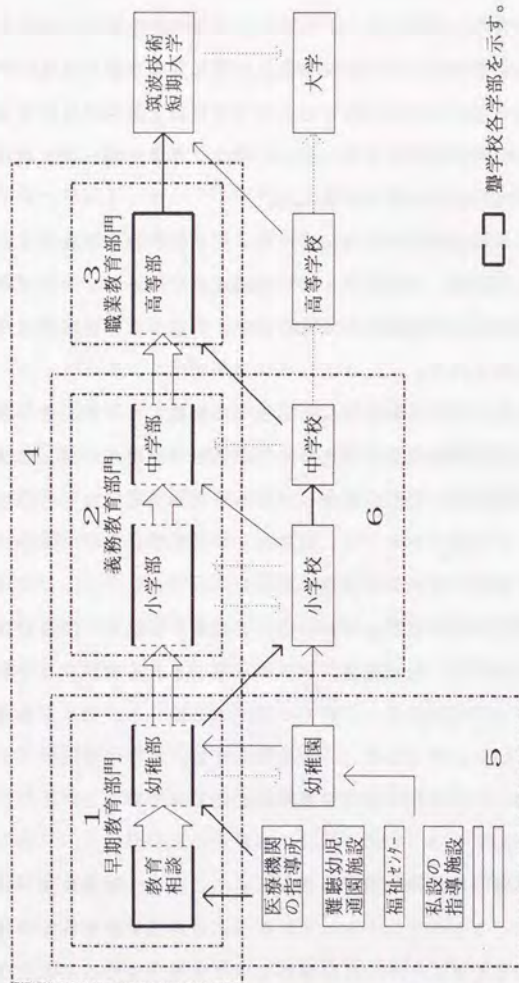 4
1
早期教育部門
2
義務教育部門
3
職業教育部門
教育
相談
幼稚部
小学部
中学部
高等部
筑波技術
短期大学
医療機関
の指導所
難聴幼児
通園施設
福祉センター
私設の
指導施設
幼稚園
小学校
中学校
高等学校
大学
5
6
聾学校各学部を示す。